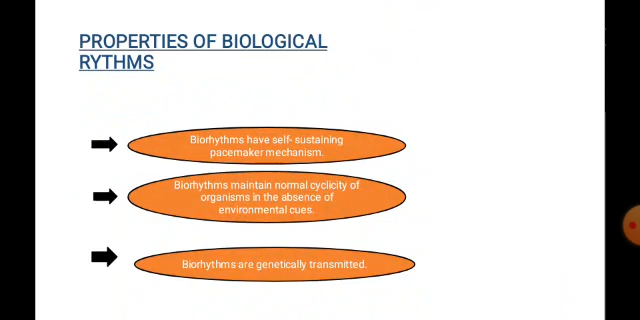 PROPERTIES OF BIOLOGICAL
RYTHMS
Biorhythms have self- sustaining
pacemaker mechanism.
Biorhythms maintain normal cyclicity of
organisms in the absence of
environmental cues.
Biorhythms are genetically transmitted.